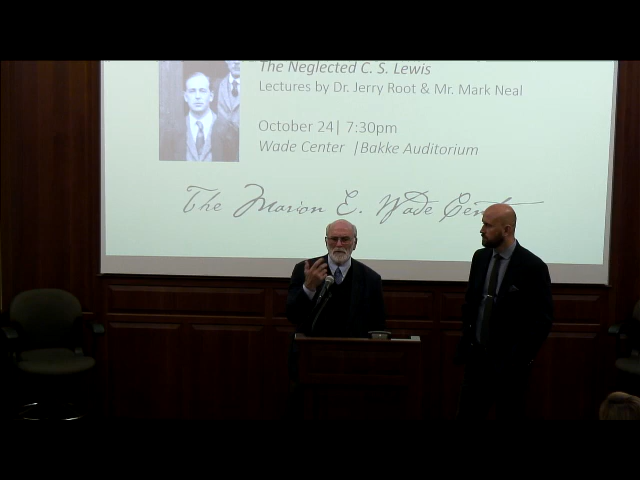 The Neglected C. S. Lewis
Lectures by Dr. Jerry Root & Mr. Mark Neal
October 24| 7:30pm
Wade Center |Bakke Auditorium
The Marion E. Wade